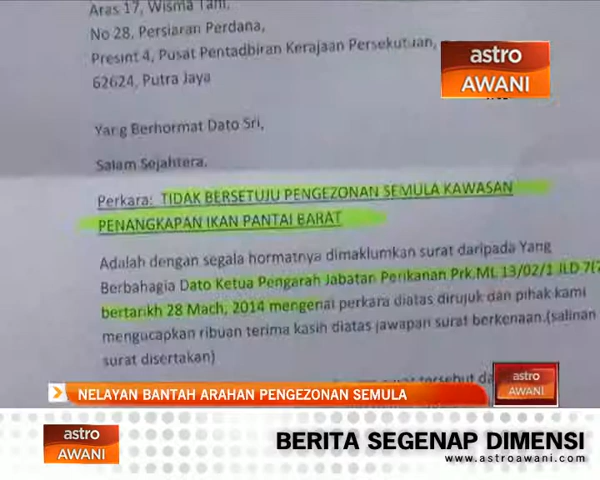 Aras 17, Wisma Tani,
No 28, Persiaran Perdana,
Presint 4, Pusat Pentadbiran Kerajaan Persekutuan,
62624, Putra Jaya
astro
AWANI
Yang Berhormat Dato Sri,
Salam Sejahtera.
Perkara: TIDAK BERSETUJU PENGEZONAN SEMULA KAWASAN
PENANGKAPAN IKAN PANTAI BARAT
Adalah dengan segala hormatnya dimaklumkan surat daripada Yang
Berbahagia Dato Ketua Pengarah Jabatan Perikanan Prk.ML 13/02/1 JLD 7(7
bertarikh 28 Mach, 2014 mengenai perkara diatas dirujuk dan pihak kami
mengucapkan ribuan terima kasih diatas jawapan surat berkenaan.(salinan
surat disertakan)
surat tersebut
astro
AWANI
NELAYAN BANTAH ARAHAN PENGEZONAN SEMULA
astro
AWANI
BERITA SEGENAP DIMENSI
www.astroawani.com